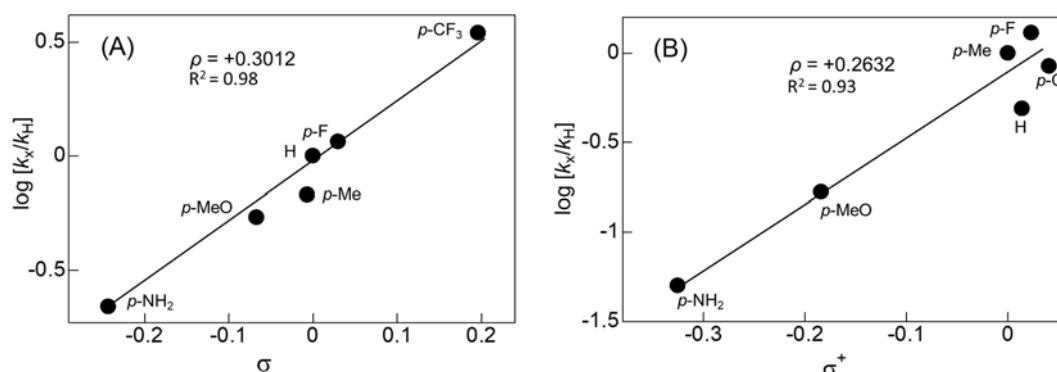 (A)
p-CF₃
0.5
ρ = +0.3012
R² = 0.98
p-F
H
0
p-Me
p-MeO
-0.5
p-NH₂
log [kₓ/k_H]
-0.2
-0.1
0
0.1
0.2
σ
(B)
p-F
0
p-Me
ρ = +0.2632
R² = 0.93
H
-0.5
p-MeO
-1
p-NH₂
-1.5
log [kₓ/k_H]
-0.3
-0.2
-0.1
0
σ⁺